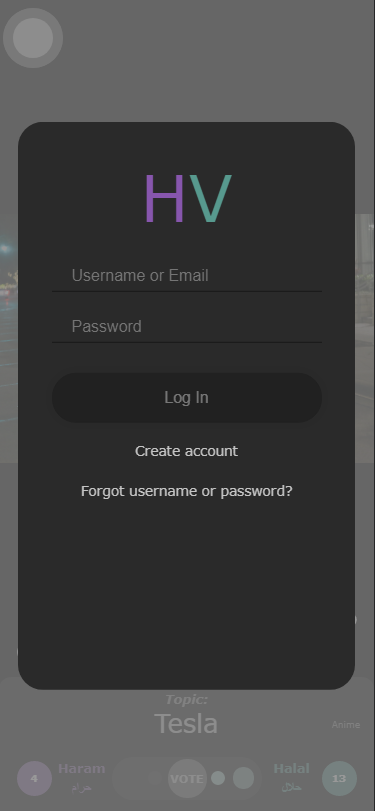 HV
Username or Email
Password
Log In
Create account
Forgot username or password?
Topic:
Tesla
Anime
4
Haram
حرام
VOTE
Halal
حلال
13